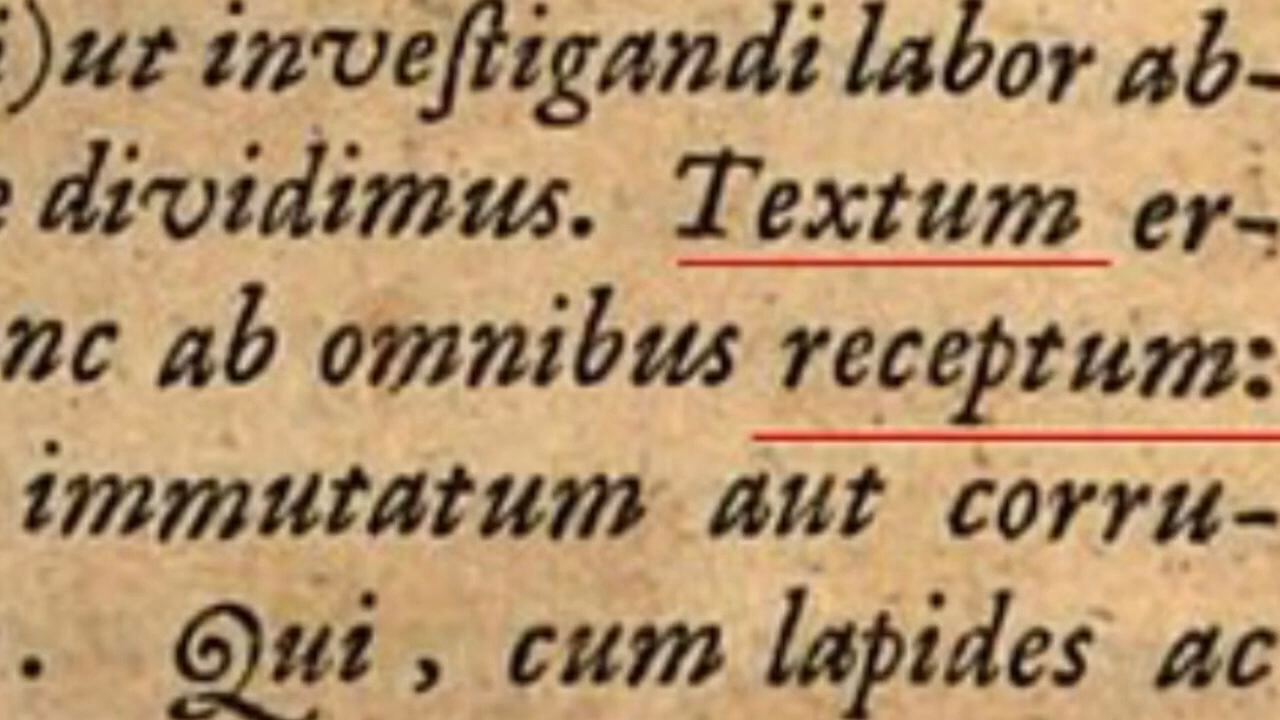 i) ut inveſtigandi labor ab-
e dividimus. Textum er-
nc ab omnibus receptum:
immutatum aut corru-
. Qui, cum lapides ac